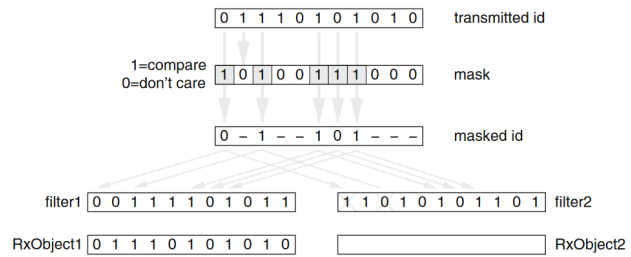 0 1 1 1 0 1 0 1 0 1 0 transmitted id
1=compare
0=don't care
1 0 1 0 0 1 1 1 0 0 0 mask
0 – 1 – – 1 0 1 – – – masked id
filter1 0 0 1 1 1 1 0 1 0 1 1
1 1 0 1 0 1 0 1 1 0 1 filter2
RxObject1 0 1 1 1 0 1 0 1 0 1 0
RxObject2